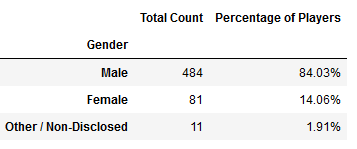 Total Count Percentage of Players
Gender
Male 484 84.03%
Female 81 14.06%
Other / Non-Disclosed 11 1.91%